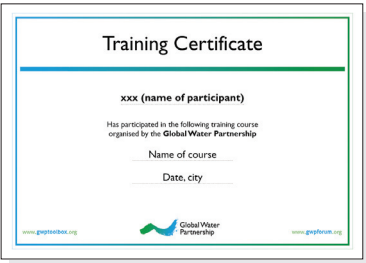 Training Certificate
xxx (name of participant)
Has participated in the following training course
organised by the Global Water Partnership
Name of course
Date, city
www.gwptoolbox.org
Global Water
Partnership
www.gwpforum.org